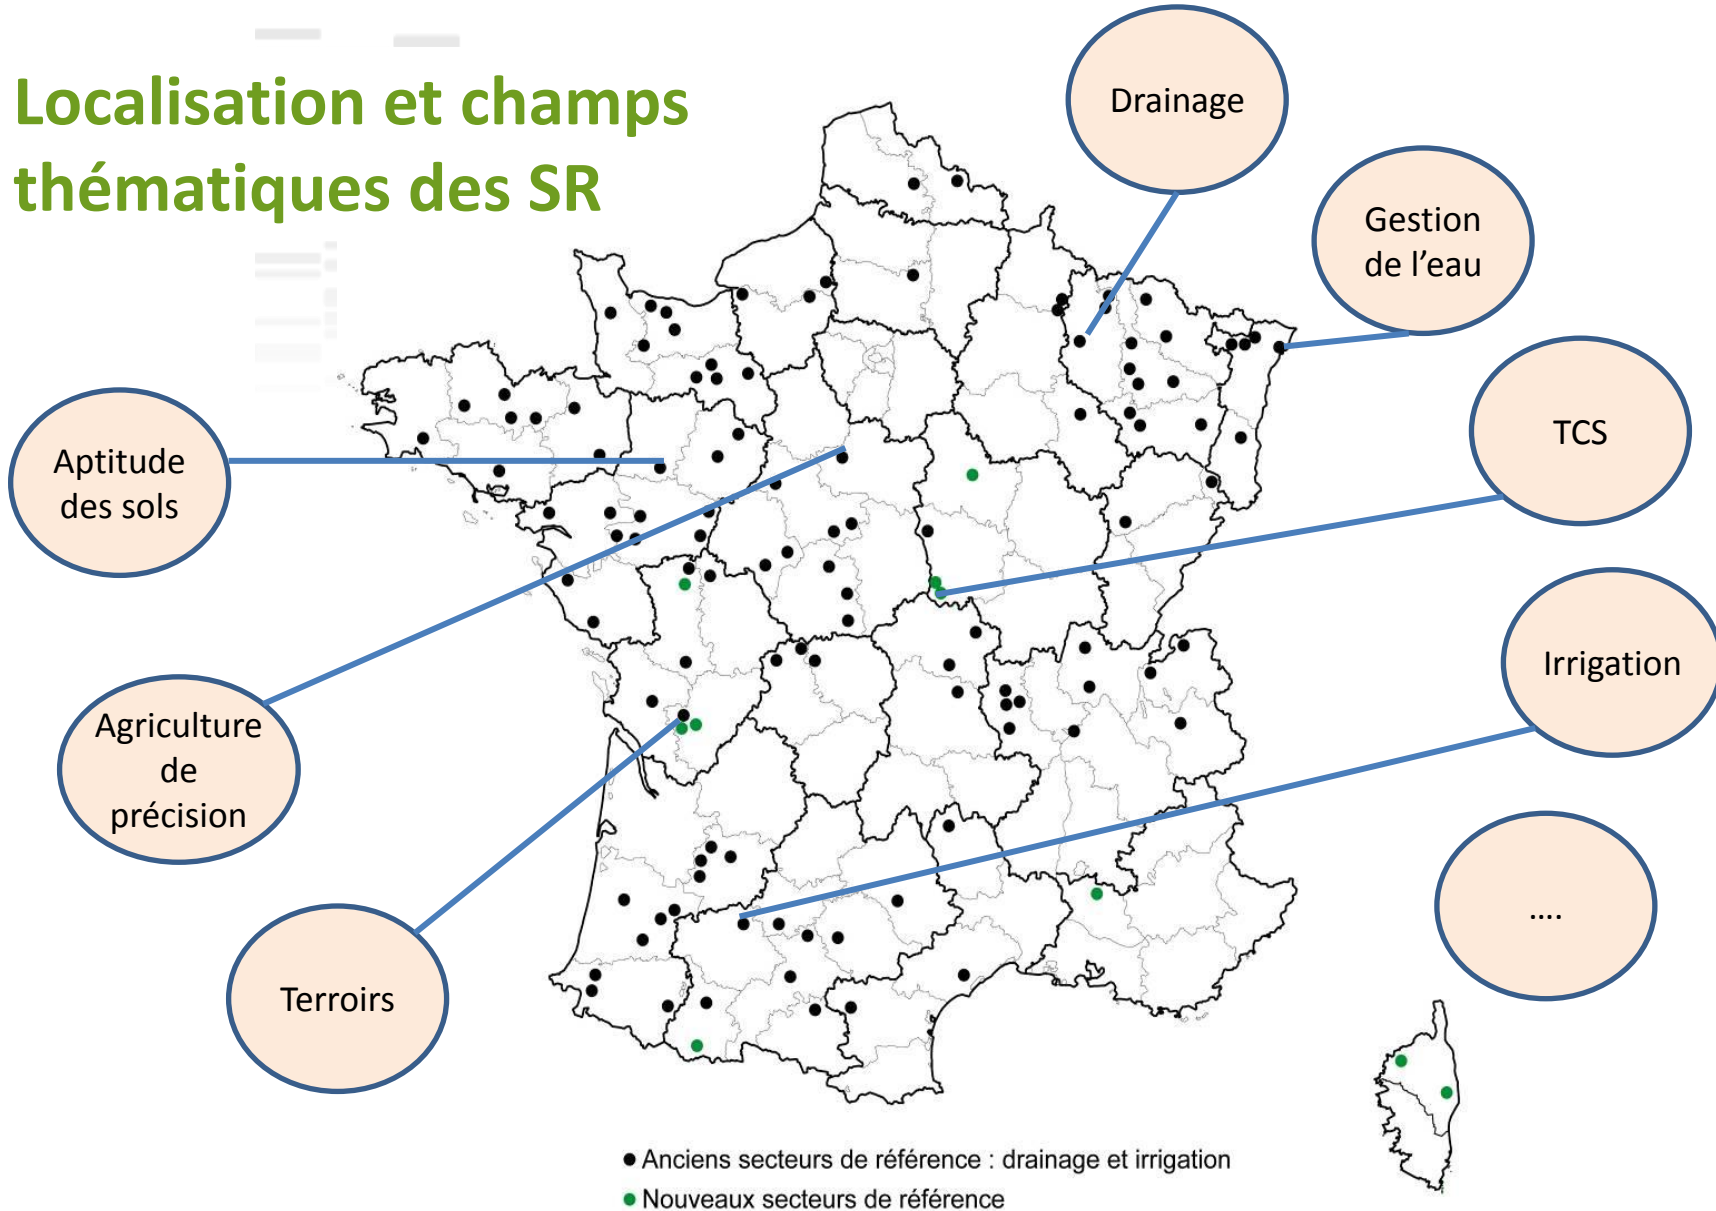 Localisation et champs
thématiques des SR
Drainage
Gestion
de l’eau
TCS
Irrigation
....
Aptitude
des sols
Agriculture
de
précision
Terroirs
Anciens secteurs de référence : drainage et irrigation
Nouveaux secteurs de référence